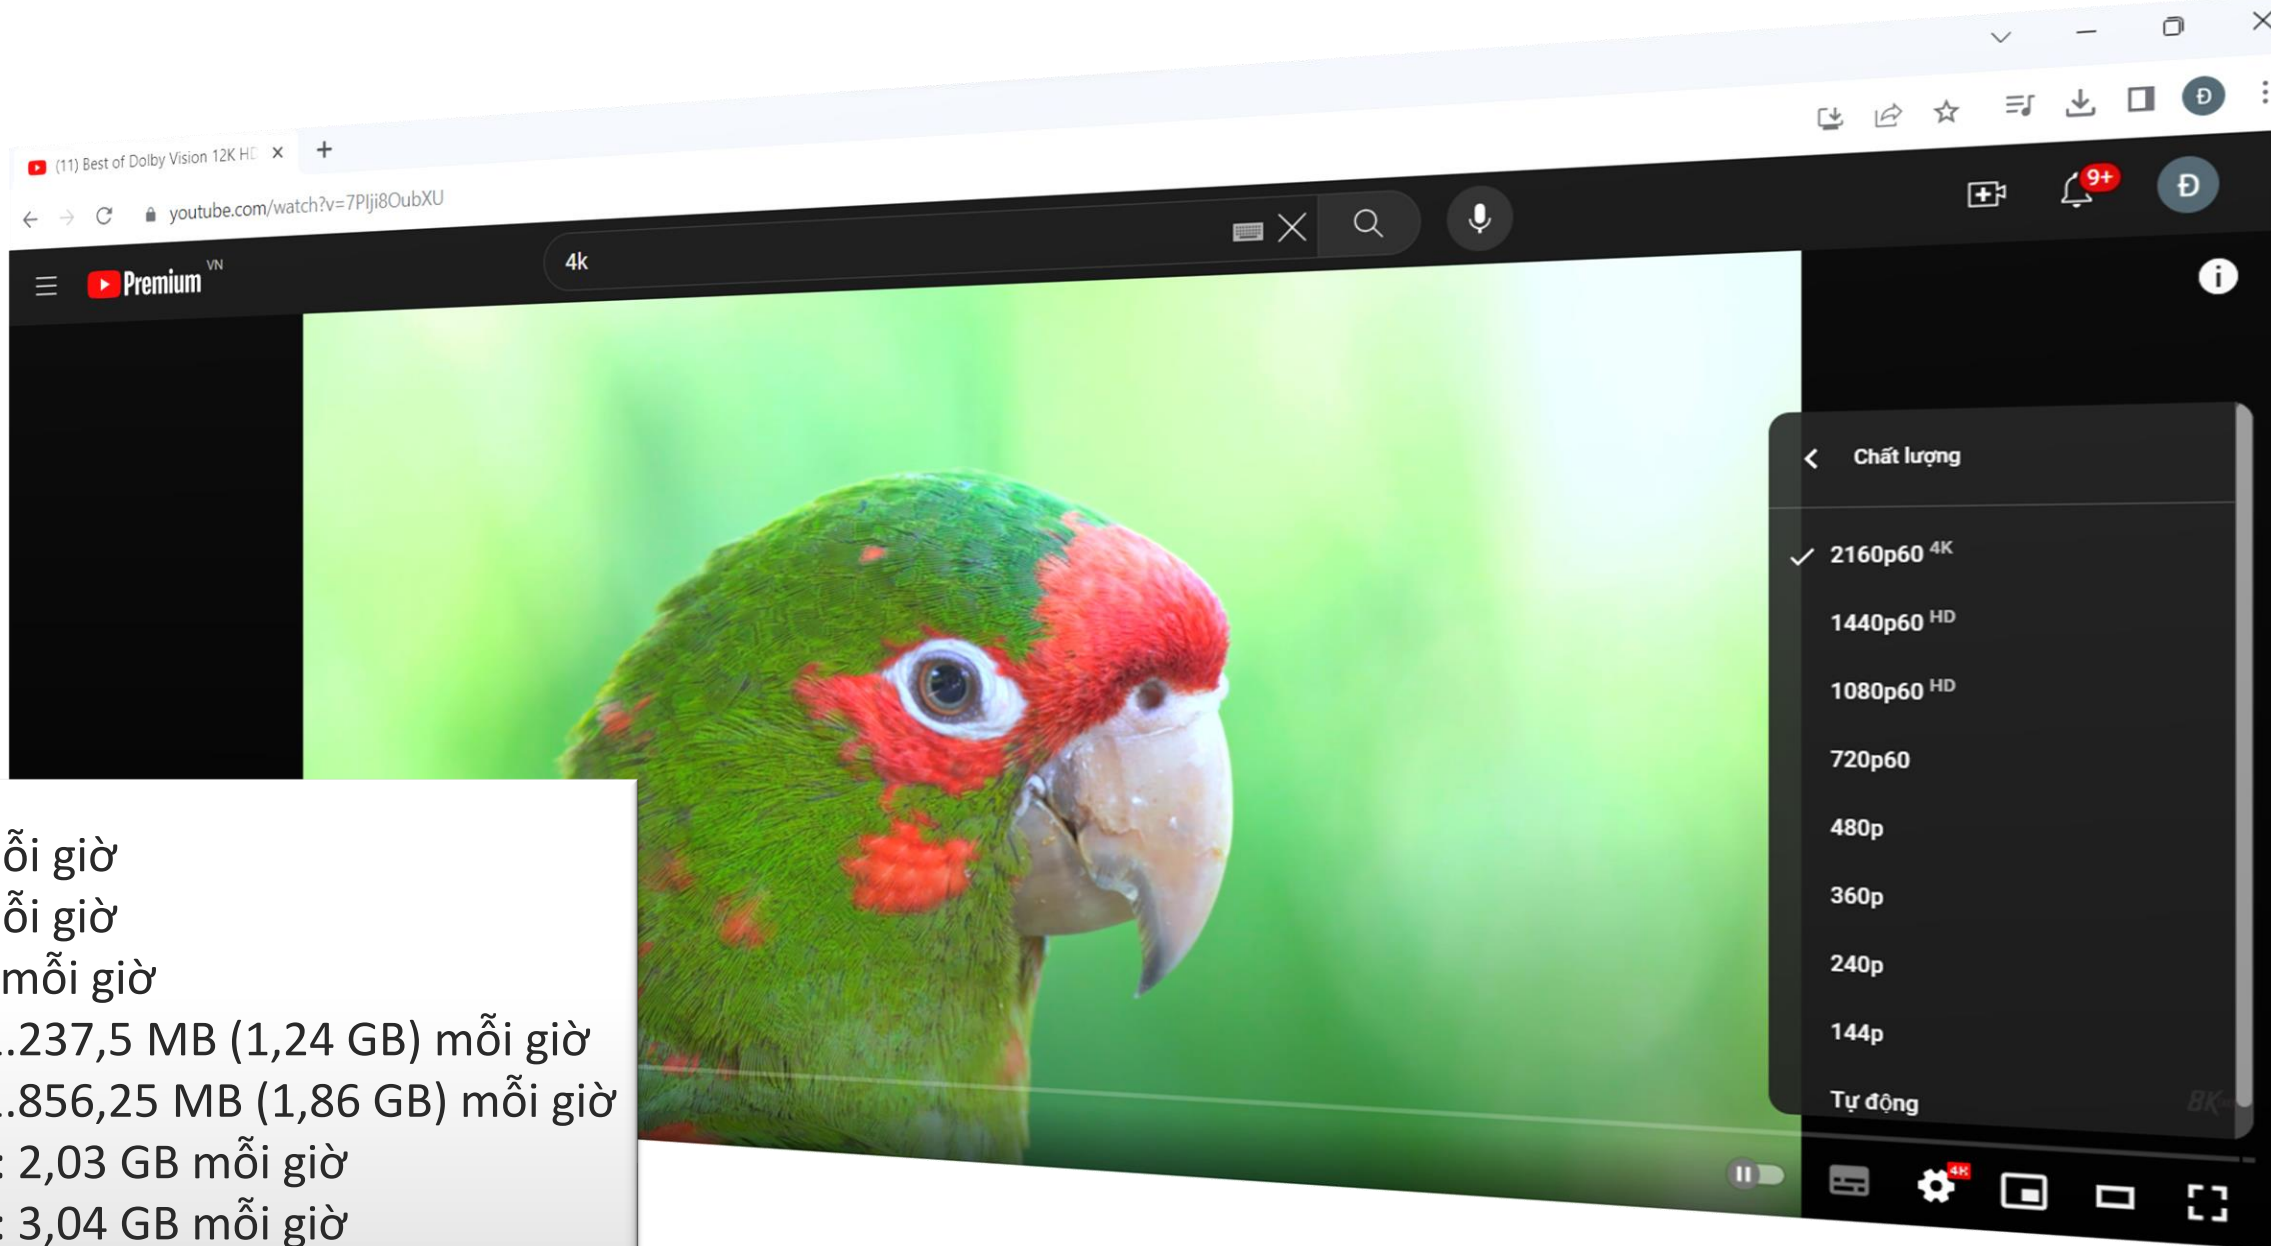 (11) Best of Dolby Vision 12K HD
youtube.com/watch?v=7PIji8OubXU
Đ
Premium VN
4k
9+
Đ
Chất lượng
2160p60 4K
1440p60 HD
1080p60 HD
720p60
480p
360p
240p
144p
Tự động
8K
4K
ỗi giờ
ỗi giờ
mỗi giờ
.237,5 MB (1,24 GB) mỗi giờ
.856,25 MB (1,86 GB) mỗi giờ
: 2,03 GB mỗi giờ
: 3,04 GB mỗi giờ